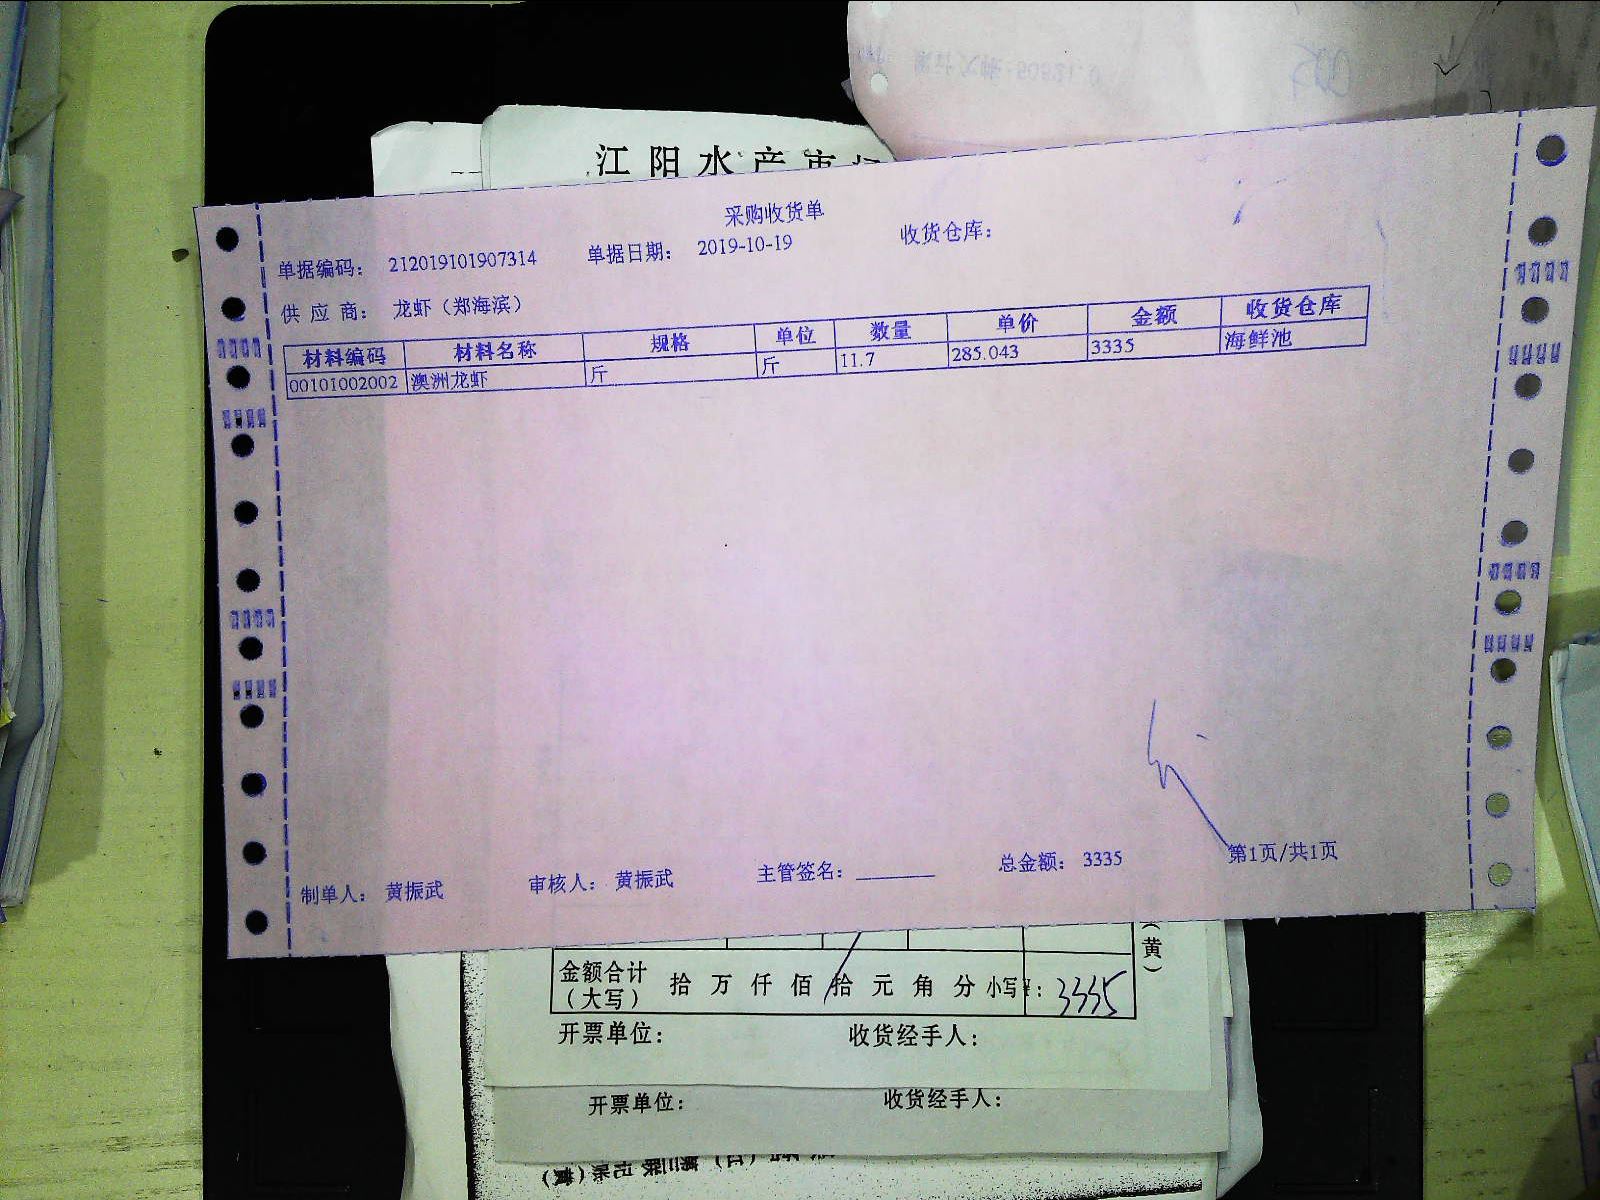 江阳水产市场
采购收货单
单据编码： 212019101907314 单据日期： 2019-10-19 收货仓库：
供 应 商： 龙虾（郑海滨）
材料编码 材料名称 规格 单位 数量 单价 金额 收货仓库
00101002002 澳洲龙虾 斤 斤 11.7 285.043 3335 海鲜池
制单人： 黄振武 审核人： 黄振武 主管签名： 总金额： 3335 第1页/共1页
（黄）
金额合计（大写） 拾 万 仟 佰 拾 元 角 分 小写¥： 3335
开票单位： 收货经手人：
开票单位： 收货经手人：